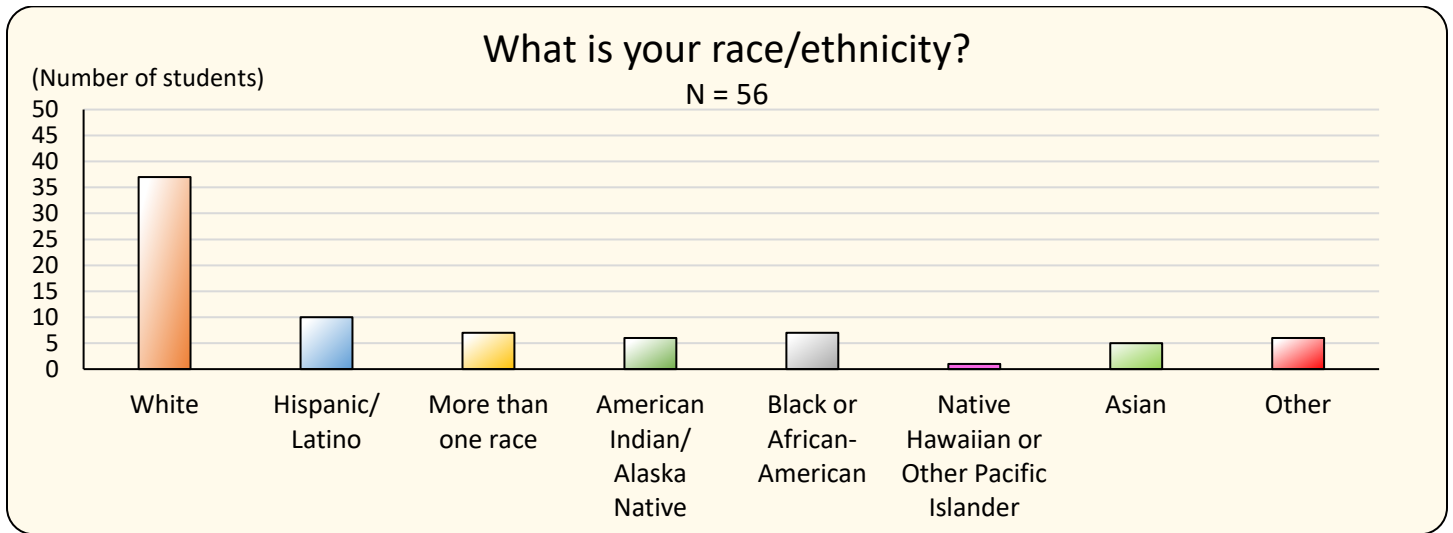 What is your race/ethnicity?
(Number of students)
N = 56
50
45
40
35
30
25
20
15
10
5
0
White
Hispanic/
Latino
More than
one race
American
Indian/
Alaska
Native
Black or
African-
American
Native
Hawaiian or
Other Pacific
Islander
Asian
Other